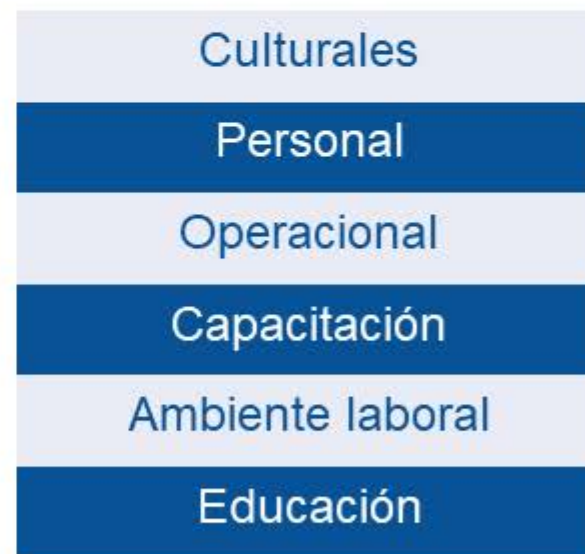 Culturales
Personal
Operacional
Capacitación
Ambiente laboral
Educación